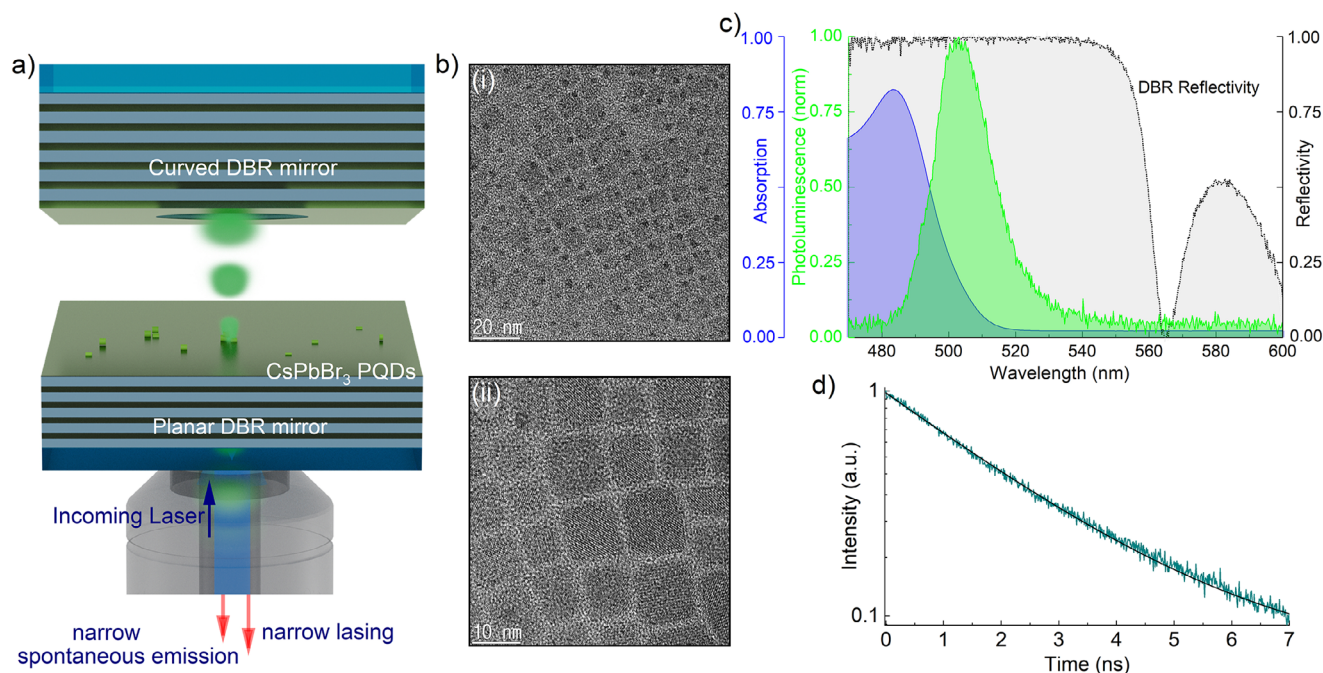 a)
Curved DBR mirror
CsPbBr₃ PQDs
Planar DBR mirror
Incoming Laser
narrow
spontaneous emission
narrow lasing
b)
(i)
20 nm
(ii)
10 nm
c)
1.00
0.75
0.50
0.25
0.00
Absorption
1.00
0.75
0.50
0.25
0.00
Photoluminescence (norm)
DBR Reflectivity
1.00
0.75
0.50
0.25
0.00
Reflectivity
480 500 520 540 560 580 600
Wavelength (nm)
d)
1
0.1
Intensity (a.u.)
0 1 2 3 4 5 6 7
Time (ns)